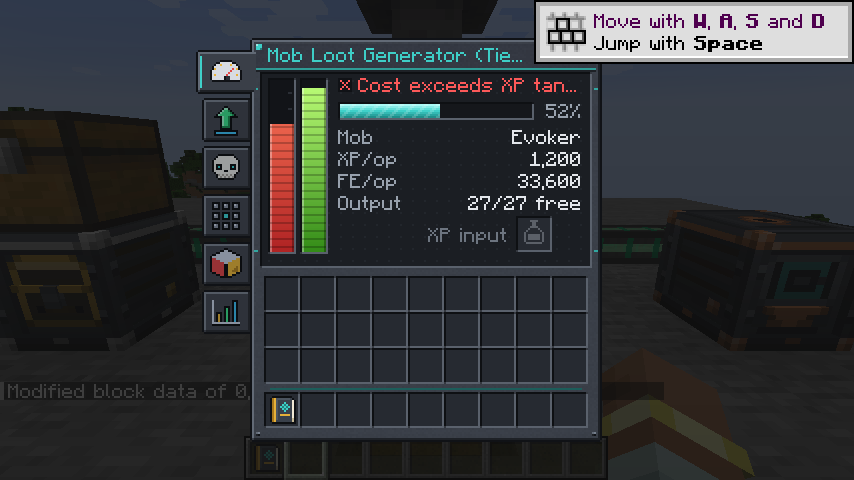 Move with W, A, S and D
Jump with Space
Mob Loot Generator (Tie...
× Cost exceeds XP tan...
52%
Mob Evoker
XP/op 1,200
FE/op 33,600
Output 27/27 free
XP input
Modified block data of 0,